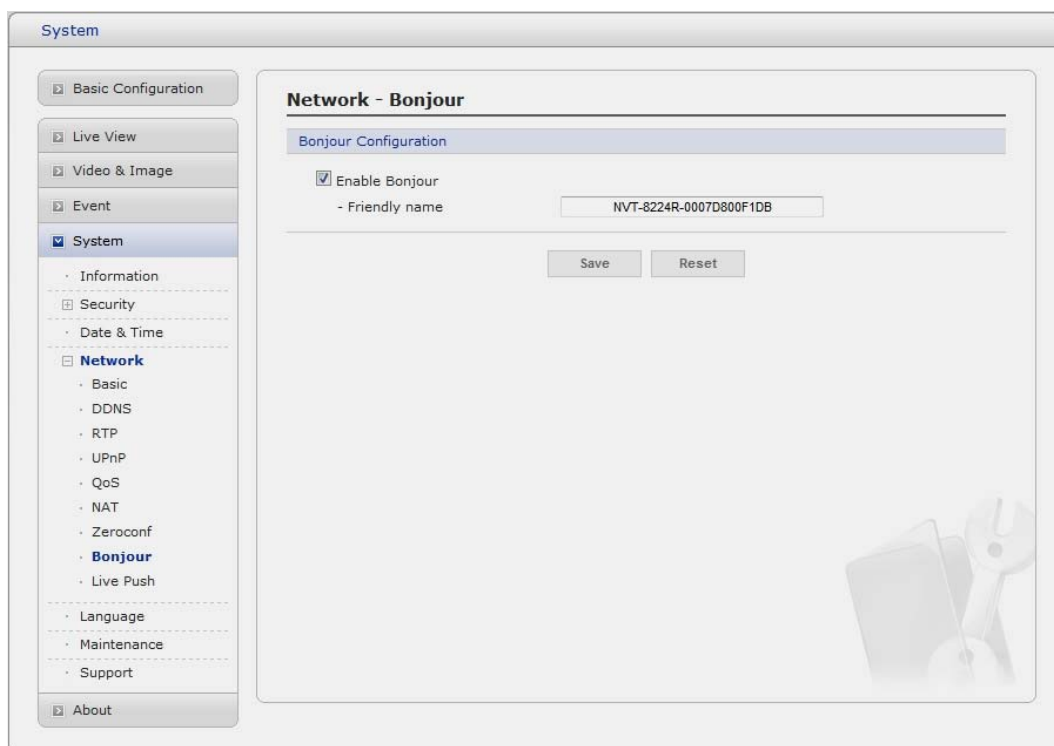 System
Basic Configuration
Live View
Video & Image
Event
System
· Information
Security
· Date & Time
Network
· Basic
· DDNS
· RTP
· UPnP
· QoS
· NAT
· Zeroconf
· Bonjour
· Live Push
· Language
· Maintenance
· Support
About
Network - Bonjour
Bonjour Configuration
Enable Bonjour
- Friendly name NVT-8224R-0007D800F1DB
Save Reset